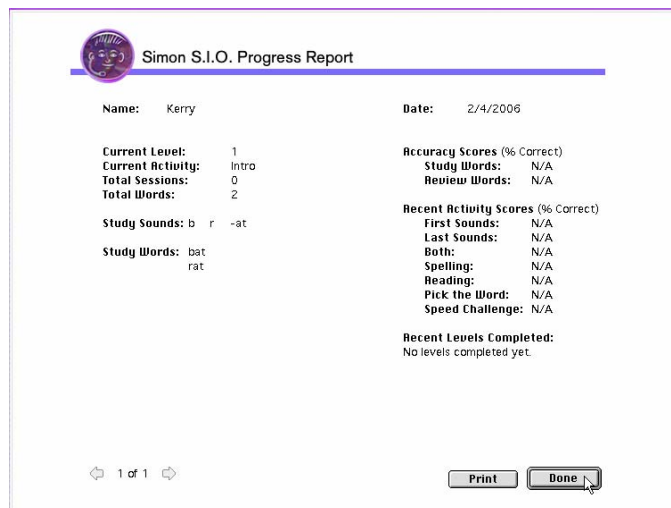 Simon S.I.O. Progress Report
Name: Kerry
Date: 2/4/2006
Current Level: 1
Current Activity: Intro
Total Sessions: 0
Total Words: 2
Study Sounds: b r -at
Study Words: bat
rat
Accuracy Scores (% Correct)
Study Words: N/A
Review Words: N/A
Recent Activity Scores (% Correct)
First Sounds: N/A
Last Sounds: N/A
Both: N/A
Spelling: N/A
Reading: N/A
Pick the Word: N/A
Speed Challenge: N/A
Recent Levels Completed:
No levels completed yet.
1 of 1
Print
Done